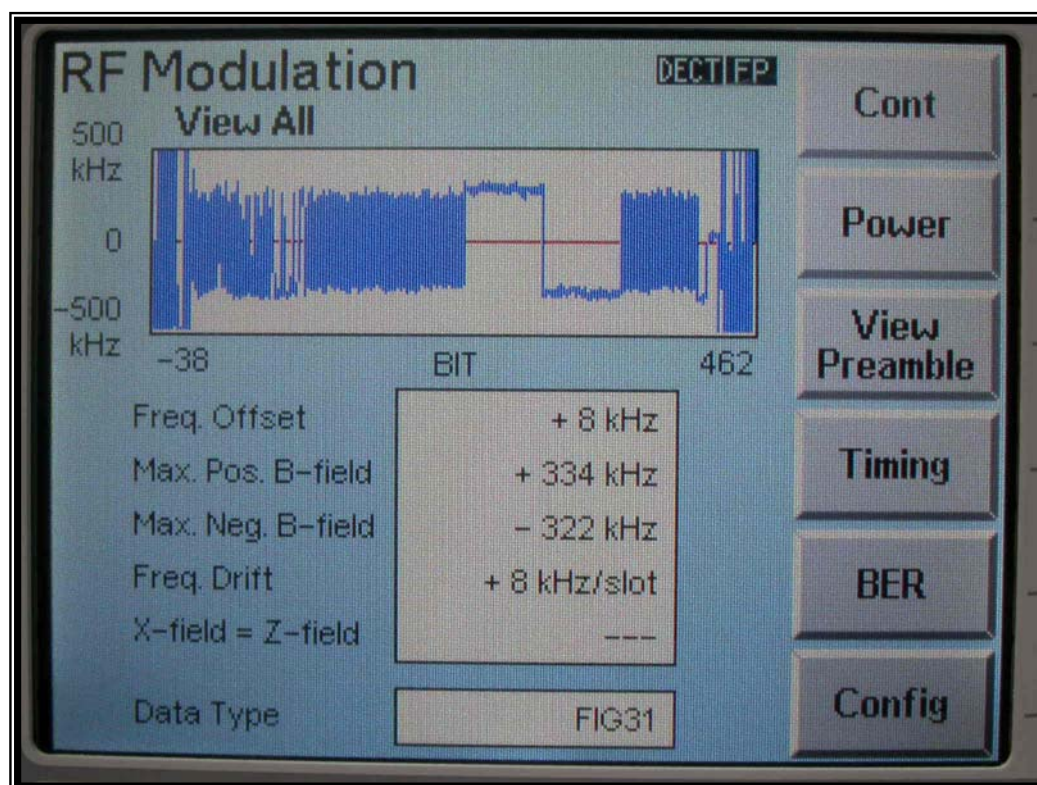 RF Modulation
DECT FP
View All
500
kHz
0
-500
kHz
-38 BIT 462
Freq. Offset + 8 kHz
Max. Pos. B-field + 334 kHz
Max. Neg. B-field - 322 kHz
Freq. Drift + 8 kHz/slot
X-field = Z-field ---
Data Type FIG31
Cont
Power
View
Preamble
Timing
BER
Config